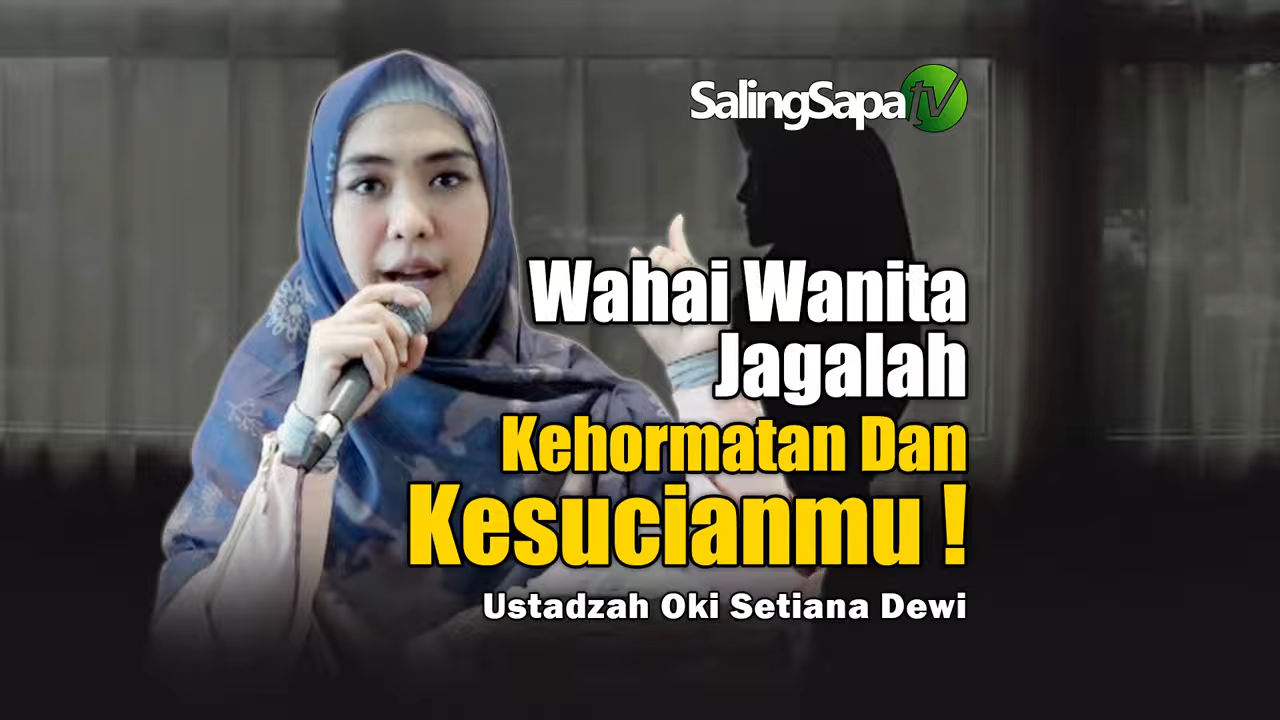 SalingSapa tv
Wahai Wanita
Jagalah
Kehormatan Dan
Kesucianmu !
Ustadzah Oki Setiana Dewi